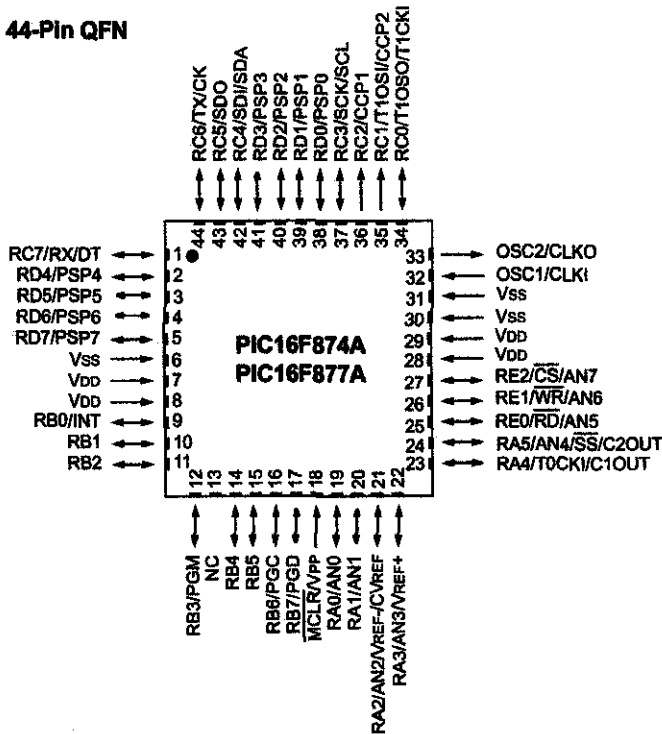 44-Pin QFN
RC6/TX/CK
RC5/SDO
RC4/SDI/SDA
RD3/PSP3
RD2/PSP2
RD1/PSP1
RD0/PSP0
RC3/SCK/SCL
RC2/CCP1
RC1/T1OSI/CCP2
RC0/T1OSO/T1CKI
44
43
42
41
40
39
38
37
36
35
34
RC7/RX/DT 1
RD4/PSP4 2
RD5/PSP5 3
RD6/PSP6 4
RD7/PSP7 5
VSS 6
VDD 7
VDD 8
RB0/INT 9
RB1 10
RB2 11
PIC16F874A
PIC16F877A
33 OSC2/CLKO
32 OSC1/CLKI
31 VSS
30 VSS
29 VDD
28 VDD
27 RE2/CS/AN7
26 RE1/WR/AN6
25 RE0/RD/AN5
24 RA5/AN4/SS/C2OUT
23 RA4/T0CKI/C1OUT
12
13
14
15
16
17
18
19
20
21
22
RB3/PGM
NC
RB4
RB5
RB6/PGC
RB7/PGD
MCLR/VPP
RA0/AN0
RA1/AN1
RA2/AN2/VREF-/CVREF
RA3/AN3/VREF+